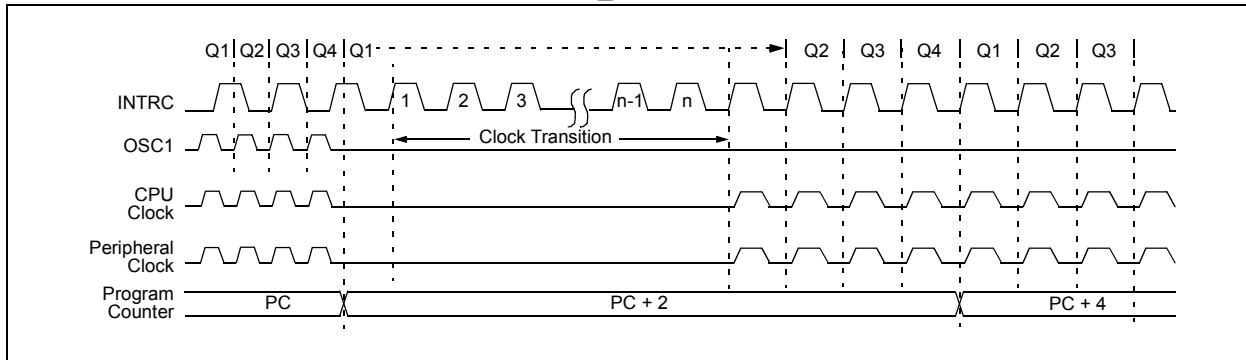 Q1 Q2 Q3 Q4 Q1 Q2 Q3 Q4 Q1 Q2 Q3
INTRC
1 2 3 n-1 n
OSC1
Clock Transition
CPU
Clock
Peripheral
Clock
Program
Counter
PC PC + 2 PC + 4